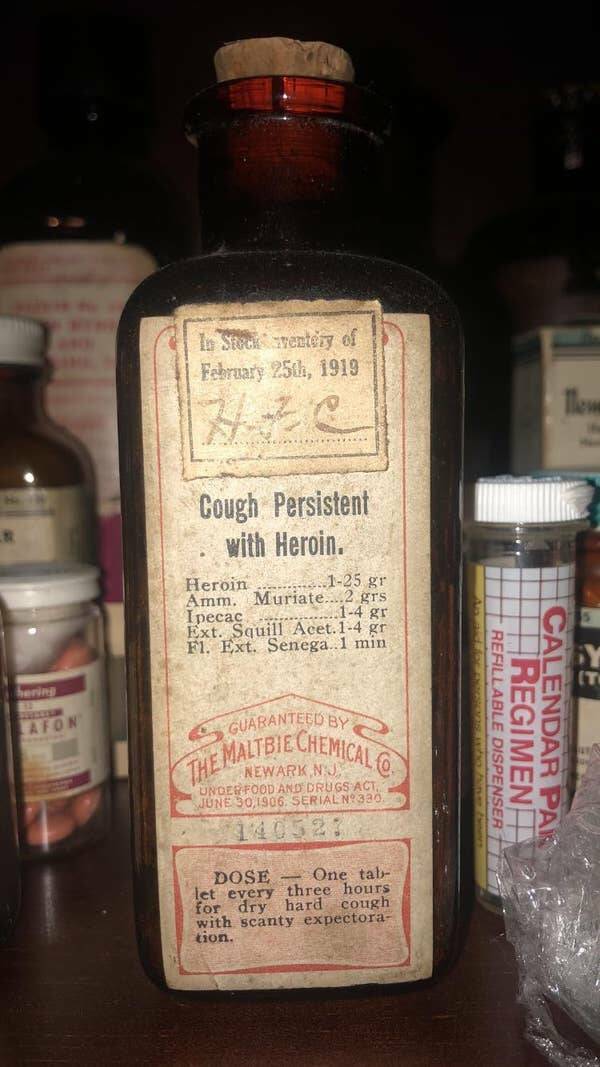 In Stock Inventory of
February 25th, 1919
H. F. C
Cough Persistent
with Heroin.
Heroin ..............1-25 gr
Amm. Muriate....2 grs
Ipecac ..............1-4 gr
Ext. Squill Acet.1-4 gr
Fl. Ext. Senega..1 min
GUARANTEED BY
THE MALTBIE CHEMICAL CO.
NEWARK, N.J.
UNDER FOOD AND DRUGS ACT,
JUNE 30, 1906. SERIAL Nº 330.
DOSE — One tab-
let every three hours
for dry hard cough
with scanty expectora-
tion.
hering
AFON
CALENDAR PA
REGIMEN
REFILLABLE DISPENSER